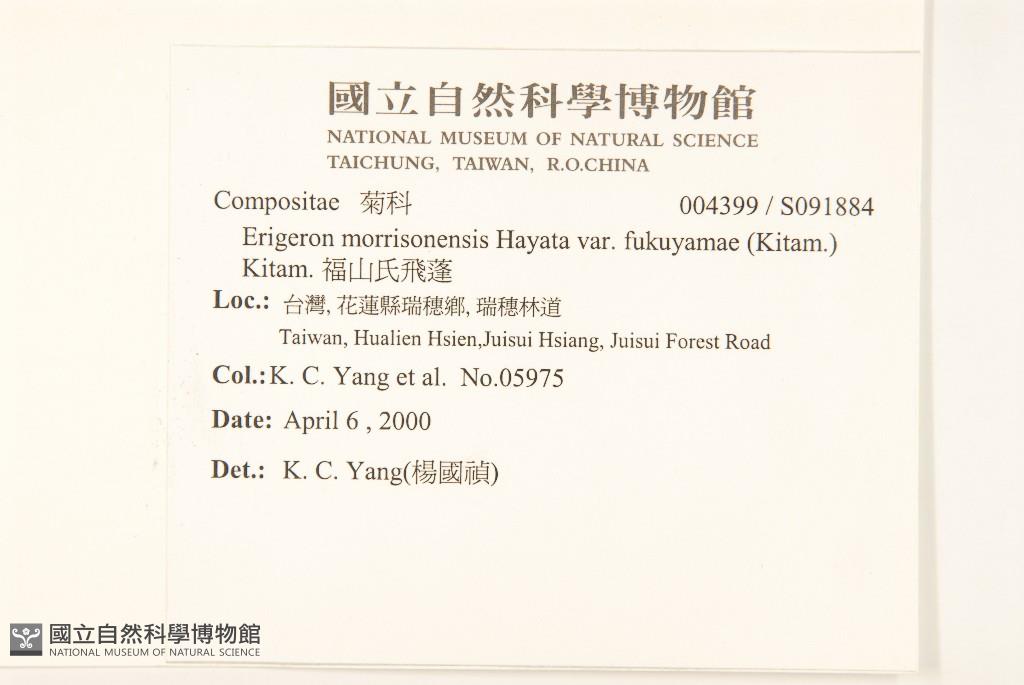 國立自然科學博物館
NATIONAL MUSEUM OF NATURAL SCIENCE
TAICHUNG, TAIWAN, R.O.CHINA
Compositae 菊科 004399 / S091884
Erigeron morrisonensis Hayata var. fukuyamae (Kitam.)
Kitam. 福山氏飛蓬
Loc.: 台灣, 花蓮縣瑞穗鄉, 瑞穗林道
Taiwan, Hualien Hsien,Juisui Hsiang, Juisui Forest Road
Col.:K. C. Yang et al. No.05975
Date: April 6 , 2000
Det.: K. C. Yang(楊國禎)
國立自然科學博物館
NATIONAL MUSEUM OF NATURAL SCIENCE